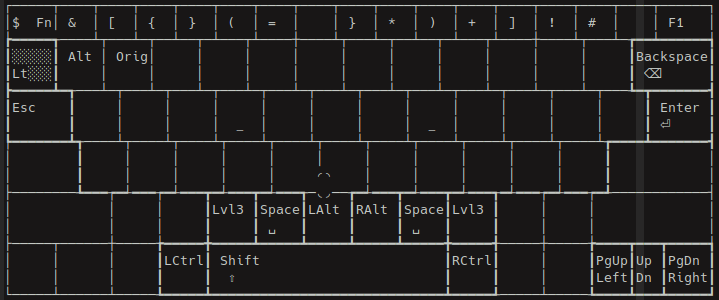 $ Fn & [ { } ( = } * ) + ] ! # F1
Alt Orig Backspace
Lt ⌫
Esc Enter
_ _ ⏎
Lvl3 Space LAlt RAlt Space Lvl3
␣ ␣
LCtrl Shift RCtrl PgUp Up PgDn
⇧ Left Dn Right